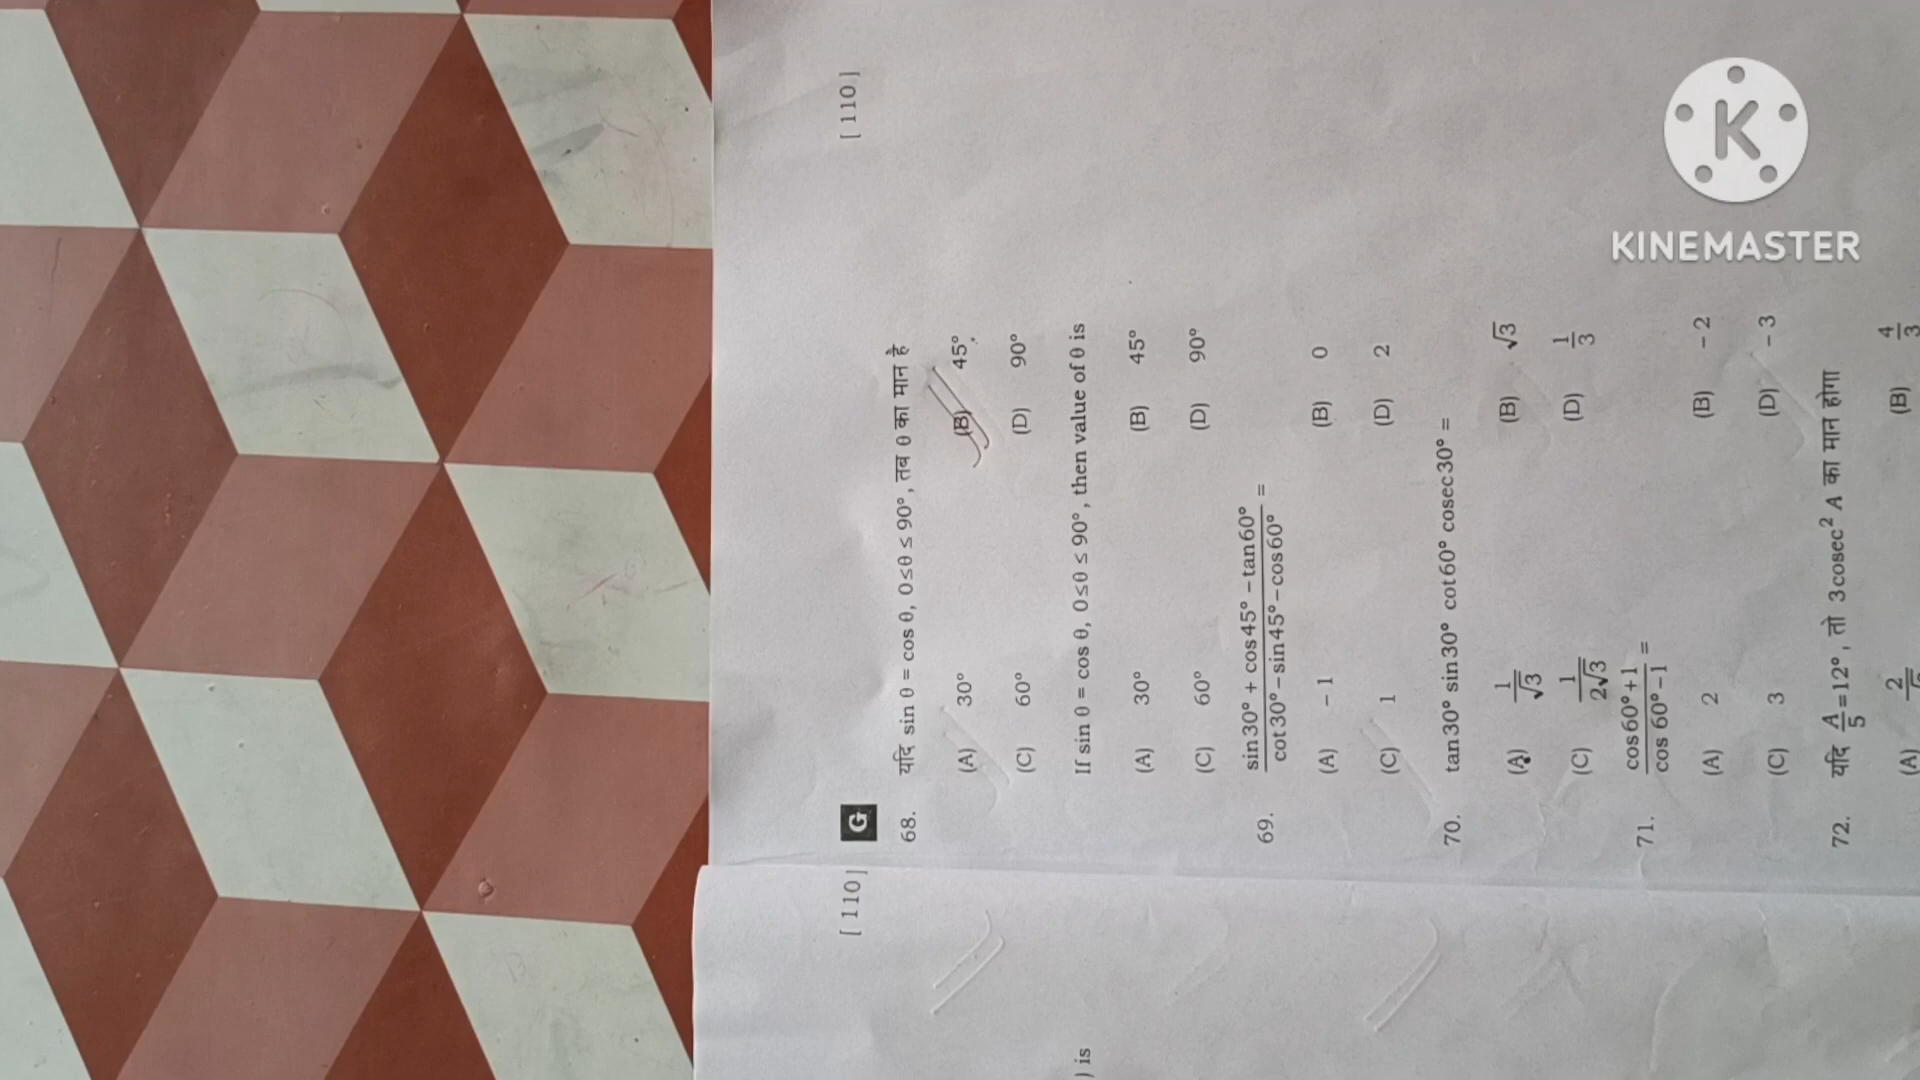 [ 110 ]
G
[ 110 ]
68. यदि sin θ = cos θ, 0≤θ ≤ 90°, तब θ का मान है
(A) 30° (B) 45°
(C) 60° (D) 90°
If sin θ = cos θ, 0≤θ ≤ 90°, then value of θ is
(A) 30° (B) 45°
(C) 60° (D) 90°
69. (sin30° + cos45° − tan60°)/(cot30° − sin45° − cos60°) =
(A) − 1 (B) 0
(C) 1 (D) 2
70. tan30° sin30° cot60° cosec30° =
(A) 1/√3 (B) √3
(C) 1/2√3 (D) 1/3
71. (cos60°+1)/(cos 60°−1) =
(A) 2 (B) − 2
(C) 3 (D) − 3
72. यदि A/5 =12°, तो 3cosec² A का मान होगा
(A) (B) 4/3
) is
KINEMASTER